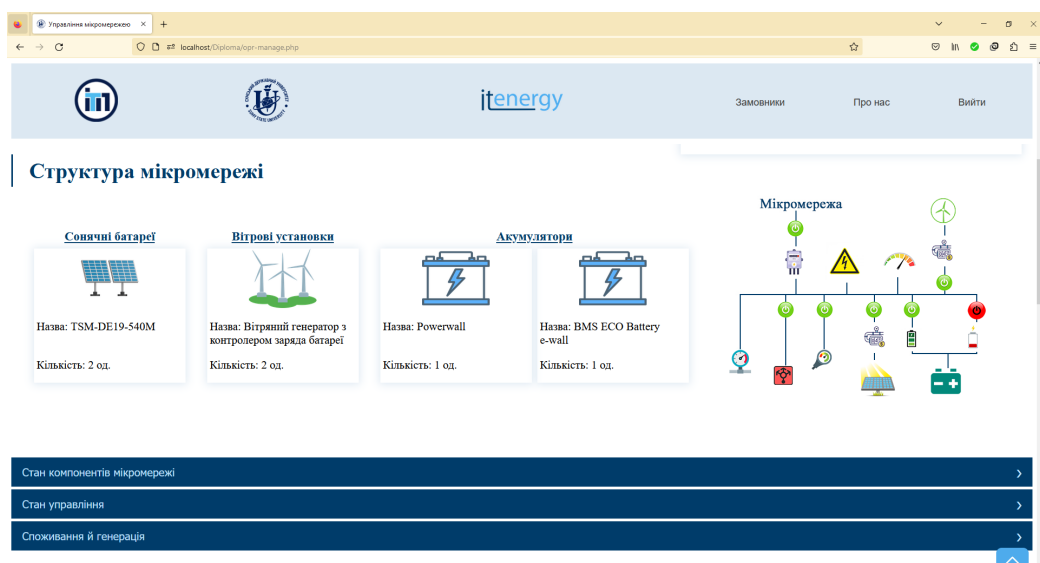 Управління мікромережею
localhost/Diploma/opr-manage.php
itenergy
Замовники
Про нас
Вийти
Структура мікромережі
Сонячні батареї
Вітрові установки
Акумулятори
Назва: TSM-DE19-540M
Кількість: 2 од.
Назва: Вітряний генератор з
контролером заряда батареї
Кількість: 2 од.
Назва: Powerwall
Кількість: 1 од.
Назва: BMS ECO Battery
e-wall
Кількість: 1 од.
Мікромережа
Стан компонентів мікромережі
Стан управління
Споживання й генерація